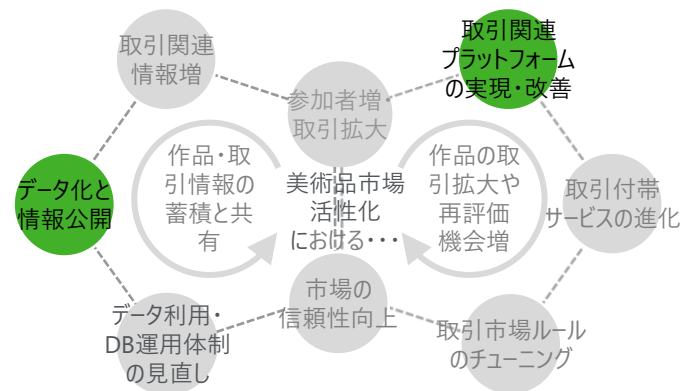 取引関連
情報増
取引関連
プラットフォーム
の実現・改善
参加者増・
取引拡大
データ化と
情報公開
作品・取
引情報の
蓄積と共
有
美術品市場
活性化
における・・・
作品の取
引拡大や
再評価
機会増
取引付帯
サービスの進化
データ利用・
DB運用体制
の見直し
市場の
信頼性向上
取引市場ルール
のチューニング